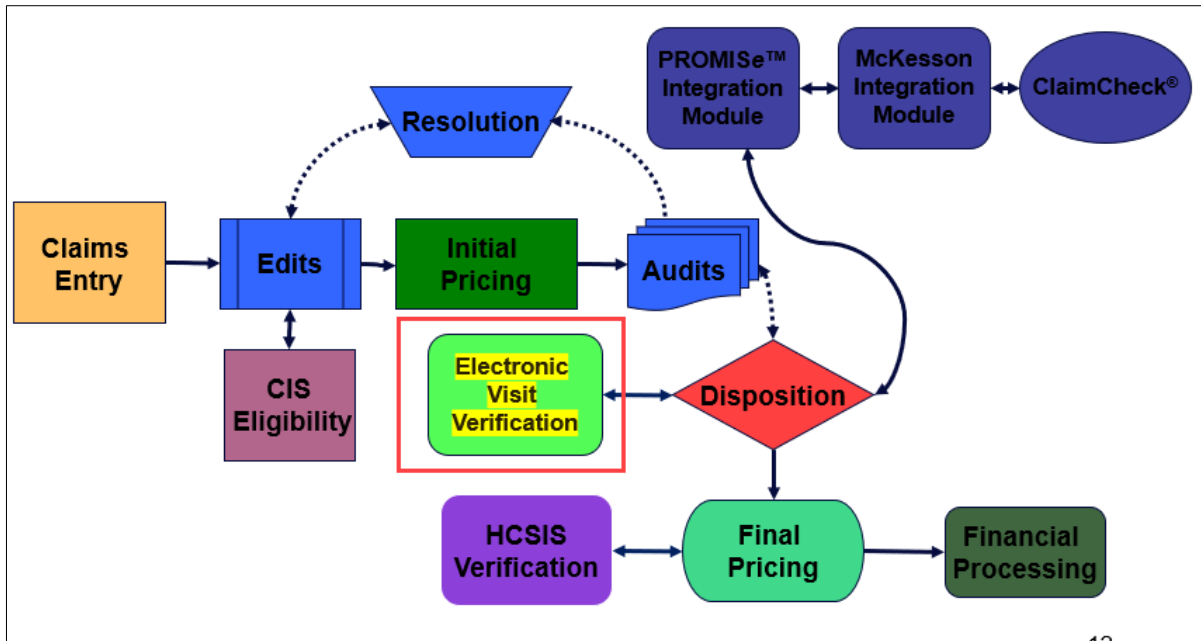 PROMISe™
Integration
Module
McKesson
Integration
Module
ClaimCheck®
Resolution
Claims
Entry
Edits
Initial
Pricing
Audits
CIS
Eligibility
Electronic
Visit
Verification
Disposition
HCSIS
Verification
Final
Pricing
Financial
Processing